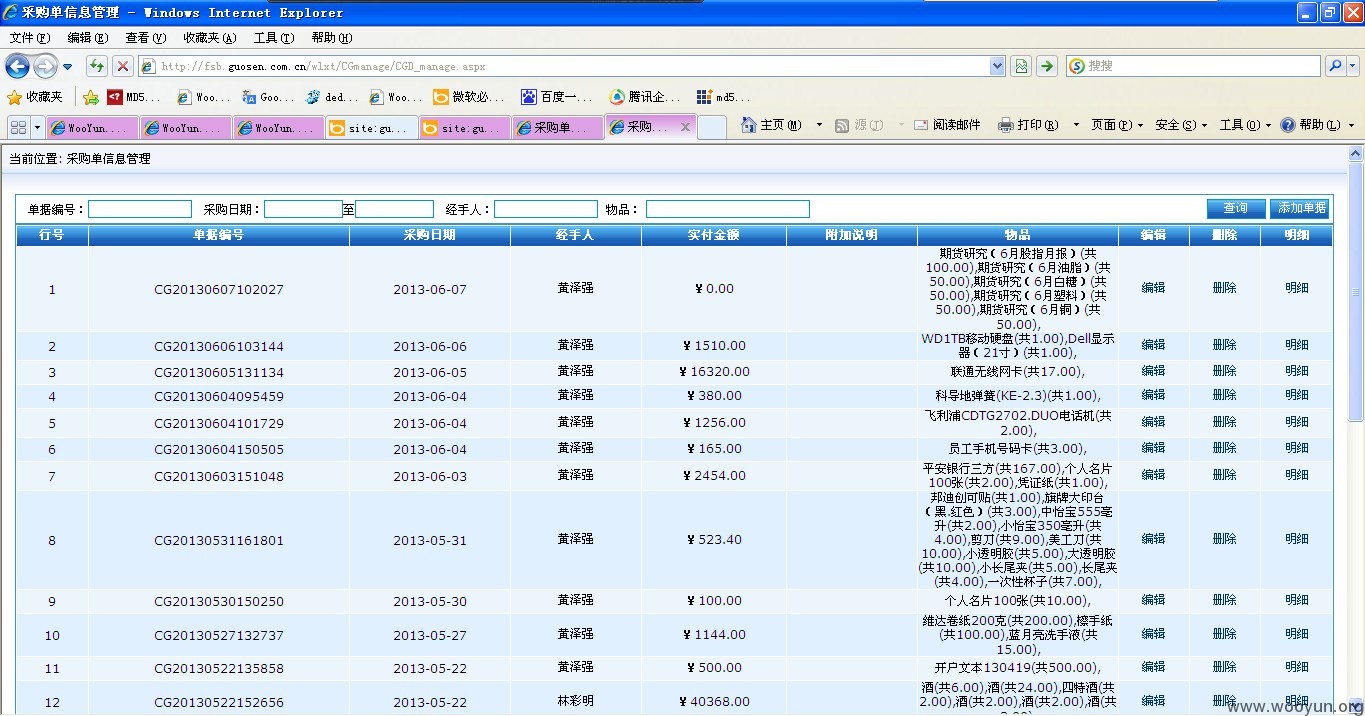 采购单信息管理 - Windows Internet Explorer
文件(F) 编辑(E) 查看(V) 收藏夹(A) 工具(T) 帮助(H)
http://fsb.guosen.com.cn/wlxt/CGmanage/CGD_manage.aspx 搜搜
收藏夹 MD5... Woo... Goo... ded... Woo... 微软必... 百度一... 腾讯企... md5...
WooYun.... WooYun.... WooYun.... site:gu... site:gu... 采购单... 采购... 主页(M) 源(J) 阅读邮件 打印(R) 页面(P) 安全(S) 工具(O) 帮助(L)
当前位置:采购单信息管理
单据编号: 采购日期: 至 经手人: 物品: 查询 添加单据
行号 单据编号 采购日期 经手人 实付金额 附加说明 物品 编辑 删除 明细
期货研究(6月股指月报)(共
100.00),期货研究(6月油脂)(共
50.00),期货研究(6月白糖)(共
1 CG20130607102027 2013-06-07 黄泽强 ¥ 0.00 50.00),期货研究(6月塑料)(共 编辑 删除 明细
50.00),期货研究(6月铜)(共
50.00),
2 CG20130606103144 2013-06-06 黄泽强 ¥ 1510.00 WD1TB移动硬盘(共1.00),Dell显示 编辑 删除 明细
器(21寸)(共1.00),
3 CG20130605131134 2013-06-05 黄泽强 ¥ 16320.00 联通无线网卡(共17.00), 编辑 删除 明细
4 CG20130604095459 2013-06-04 黄泽强 ¥ 380.00 科导地弹簧(KE-2.3)(共1.00), 编辑 删除 明细
5 CG20130604101729 2013-06-04 黄泽强 ¥ 1256.00 飞利浦CDTG2702.DUO电话机(共 编辑 删除 明细
2.00),
6 CG20130604150505 2013-06-04 黄泽强 ¥ 165.00 员工手机号码卡(共3.00), 编辑 删除 明细
7 CG20130603151048 2013-06-03 黄泽强 ¥ 2454.00 平安银行三方(共167.00),个人名片 编辑 删除 明细
100张(共2.00),凭证纸(共1.00),
邦迪创可贴(共1.00),旗牌大印台
(黑.红色)(共3.00),中怡宝555毫
升(共2.00),小怡宝350毫升(共
8 CG20130531161801 2013-05-31 黄泽强 ¥ 523.40 4.00),剪刀(共9.00),美工刀(共 编辑 删除 明细
10.00),小透明胶(共5.00),大透明胶
(共10.00),小长尾夹(共5.00),长尾夹
(共4.00),一次性杯子(共7.00),
9 CG20130530150250 2013-05-30 黄泽强 ¥ 100.00 个人名片100张(共10.00), 编辑 删除 明细
维达卷纸200克(共200.00),檫手纸
10 CG20130527132737 2013-05-27 黄泽强 ¥ 1144.00 (共100.00),蓝月亮洗手液(共 编辑 删除 明细
15.00),
11 CG20130522135858 2013-05-22 黄泽强 ¥ 500.00 开户文本130419(共500.00), 编辑 删除 明细
12 CG20130522152656 2013-05-22 林彩明 ¥ 40368.00 酒(共6.00),酒(共24.00),四特酒(共 编辑 删除 明细
2.00),酒(共2.00),酒(共2.00),酒(共
www.wooyun.org